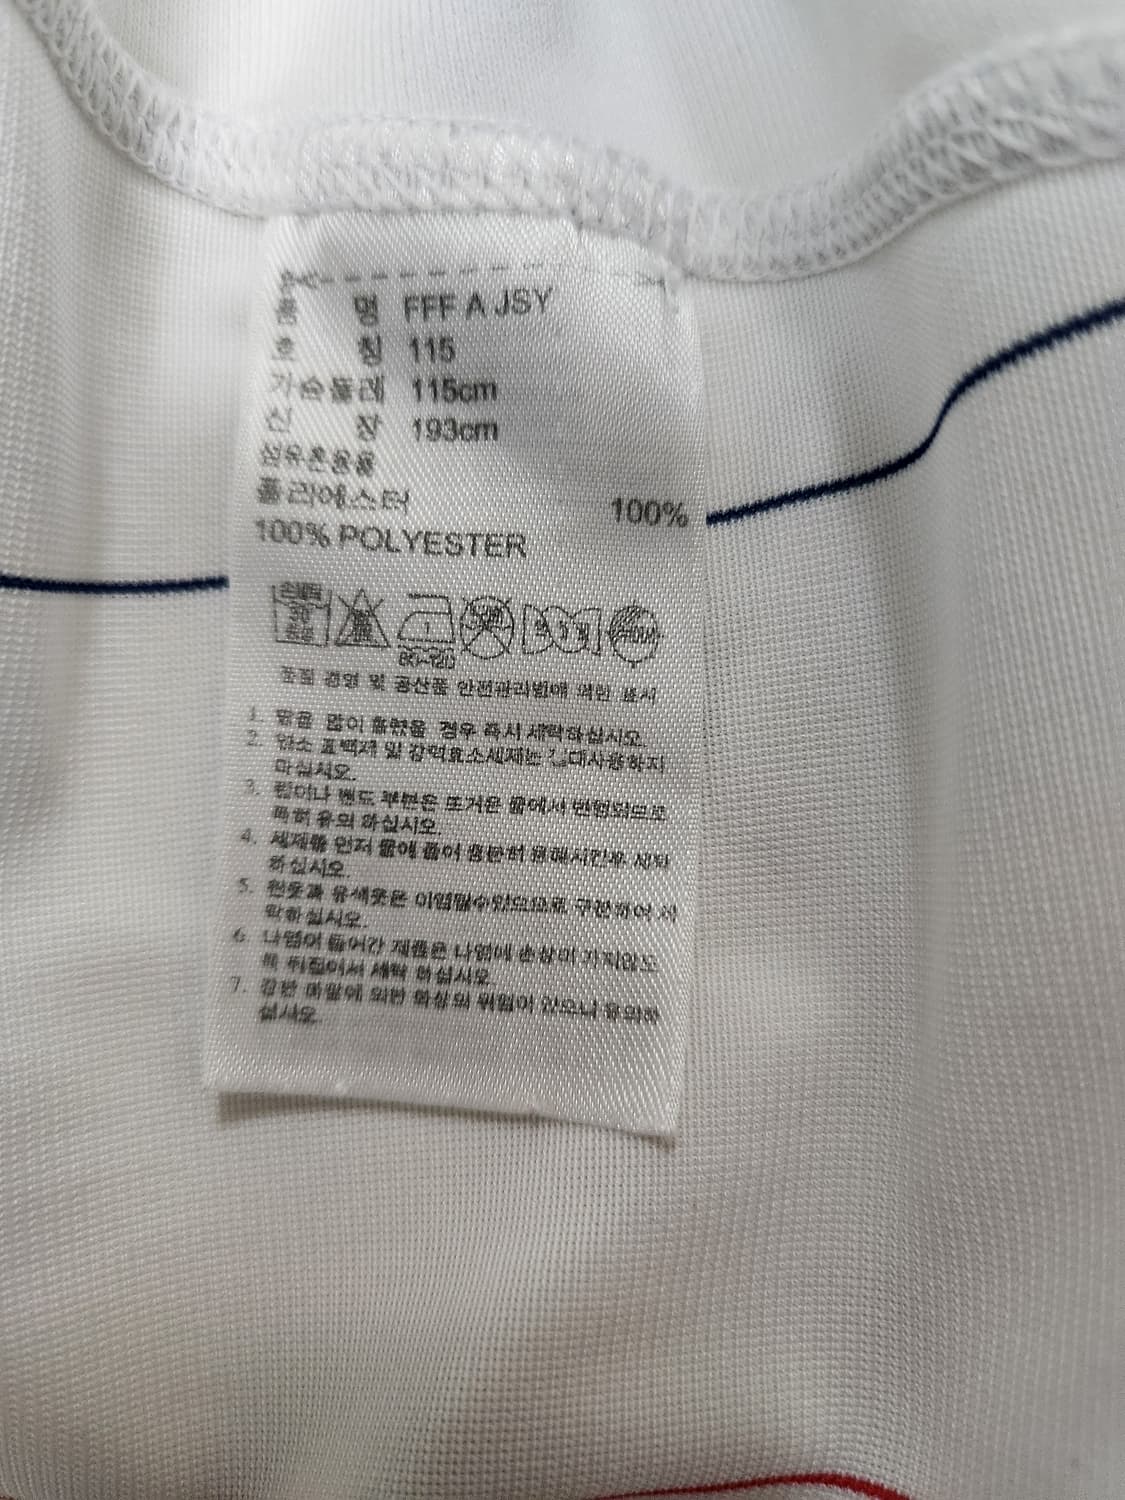 품 명 FFF A JSY
호 칭 115
가슴둘레 115cm
신 장 193cm
섬유혼용율
폴리에스터 100%
100% POLYESTER
80~120
품질 경영 및 공산품 안전관리법에 의한 표시
1. 땀을 많이 흘렸을 경우 즉시 세탁하십시오.
2. 염소 표백제 및 강력효소세제는 절대사용하지
마십시오.
3. 립이나 밴드 부분은 뜨거운 물에서 변형되므로
특히 유의 하십시오.
4. 세제를 먼저 물에 풀어 충분히 용해시킨후 세탁
하십시오.
5. 흰옷과 유색옷은 이염될수있으므로 구분하여 세
탁하십시오.
6. 나염이 들어간 제품은 나염에 손상이 가지않도
록 뒤집어서 세탁 하십시오.
7. 강한 마찰에 의한 화상의 위험이 있으니 유의하
십시오.